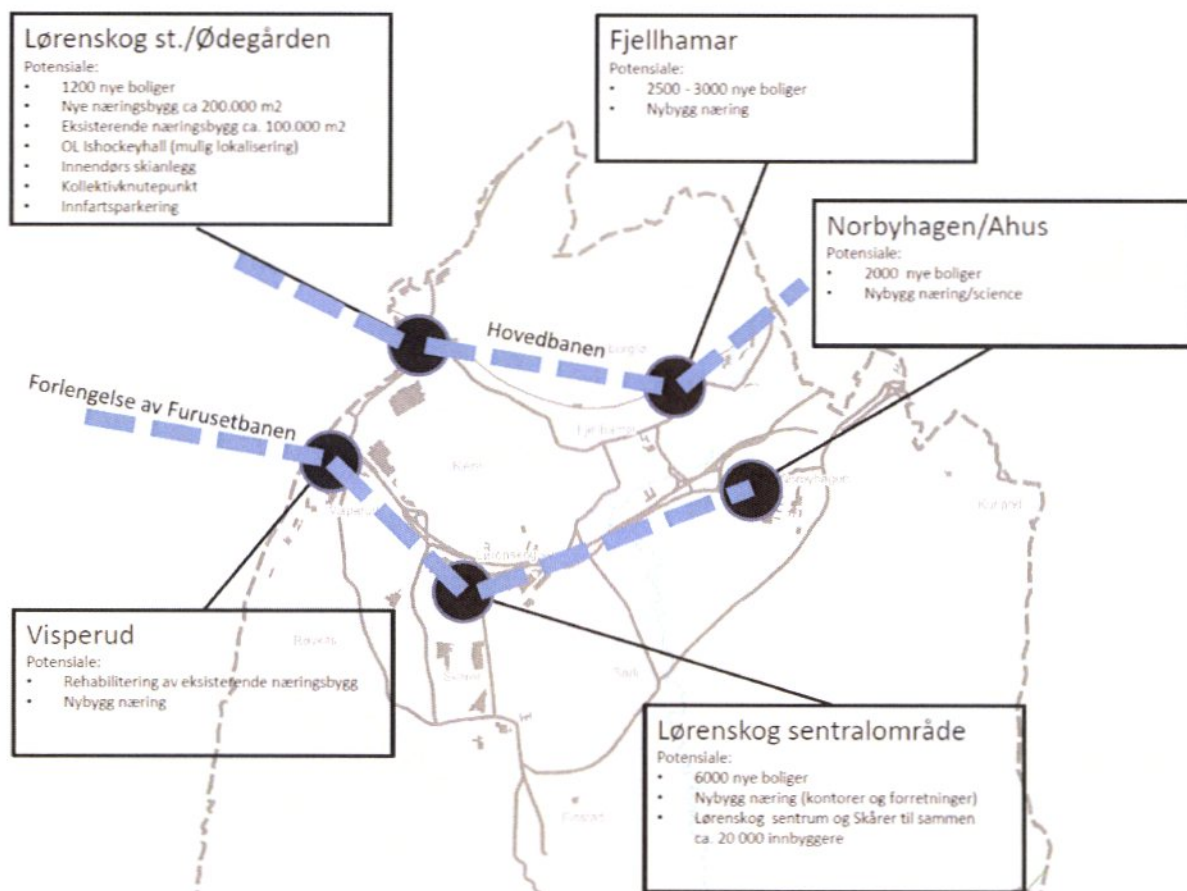 Lørenskog st./Ødegården
Potensiale:
• 1200 nye boliger
• Nye næringsbygg ca 200.000 m2
• Eksisterende næringsbygg ca. 100.000 m2
• OL Ishockeyhall (mulig lokalisering)
• Innendørs skianlegg
• Kollektivknutepunkt
• Innfartsparkering
Fjellhamar
Potensiale:
• 2500 - 3000 nye boliger
• Nybygg næring
Norbyhagen/Ahus
Potensiale:
• 2000 nye boliger
• Nybygg næring/science
Hovedbanen
Forlengelse av Furusetbanen
Visperud
Potensiale:
• Rehabilitering av eksisterende næringsbygg
• Nybygg næring
Lørenskog sentralområde
Potensiale:
• 6000 nye boliger
• Nybygg næring (kontorer og forretninger)
• Lørenskog sentrum og Skårer til sammen
ca. 20 000 innbyggere